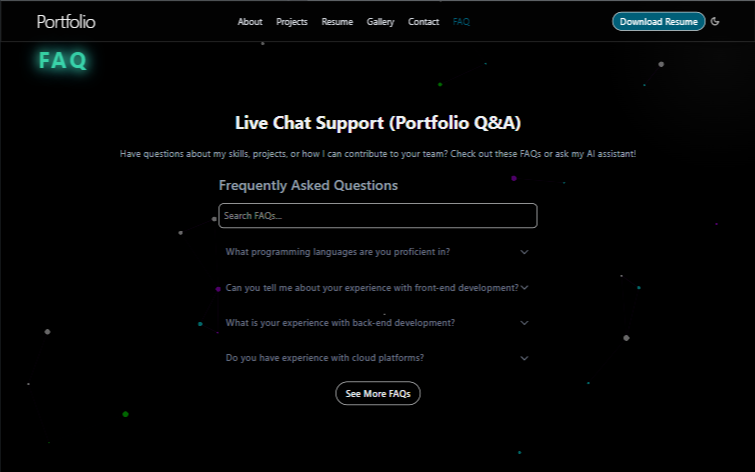 Portfolio
About Projects Resume Gallery Contact FAQ
Download Resume
FAQ
Live Chat Support (Portfolio Q&A)
Have questions about my skills, projects, or how I can contribute to your team? Check out these FAQs or ask my AI assistant!
Frequently Asked Questions
Search FAQs...
What programming languages are you proficient in?
Can you tell me about your experience with front-end development?
What is your experience with back-end development?
Do you have experience with cloud platforms?
See More FAQs